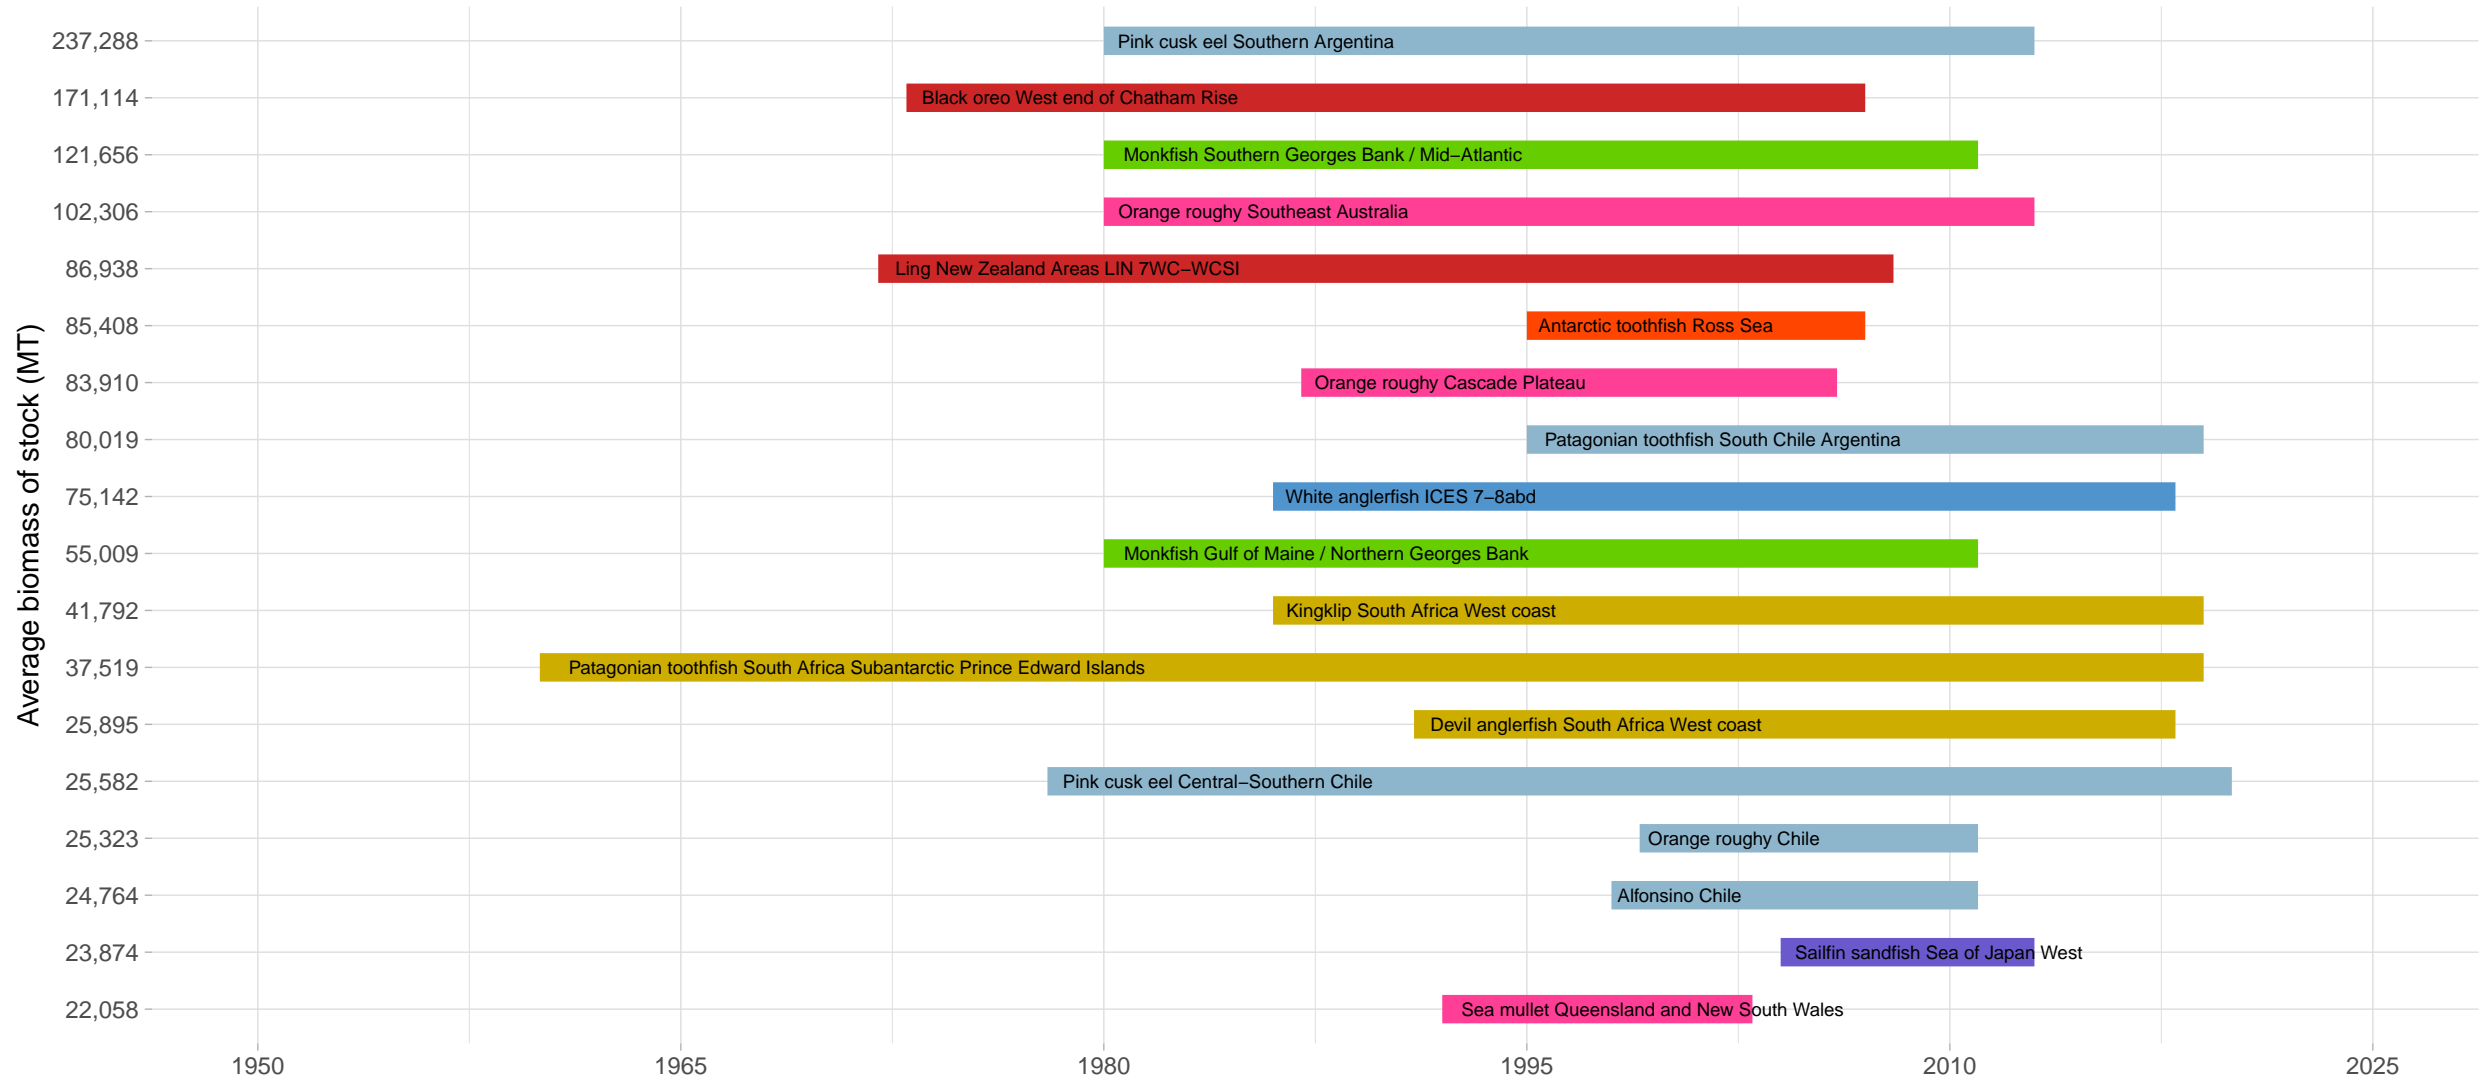 Average biomass of stock (MT)
237,288 Pink cusk eel Southern Argentina
171,114 Black oreo West end of Chatham Rise
121,656 Monkfish Southern Georges Bank / Mid−Atlantic
102,306 Orange roughy Southeast Australia
86,938 Ling New Zealand Areas LIN 7WC−WCSI
85,408 Antarctic toothfish Ross Sea
83,910 Orange roughy Cascade Plateau
80,019 Patagonian toothfish South Chile Argentina
75,142 White anglerfish ICES 7−8abd
55,009 Monkfish Gulf of Maine / Northern Georges Bank
41,792 Kingklip South Africa West coast
37,519 Patagonian toothfish South Africa Subantarctic Prince Edward Islands
25,895 Devil anglerfish South Africa West coast
25,582 Pink cusk eel Central−Southern Chile
25,323 Orange roughy Chile
24,764 Alfonsino Chile
23,874 Sailfin sandfish Sea of Japan West
22,058 Sea mullet Queensland and New South Wales
1950 1965 1980 1995 2010 2025